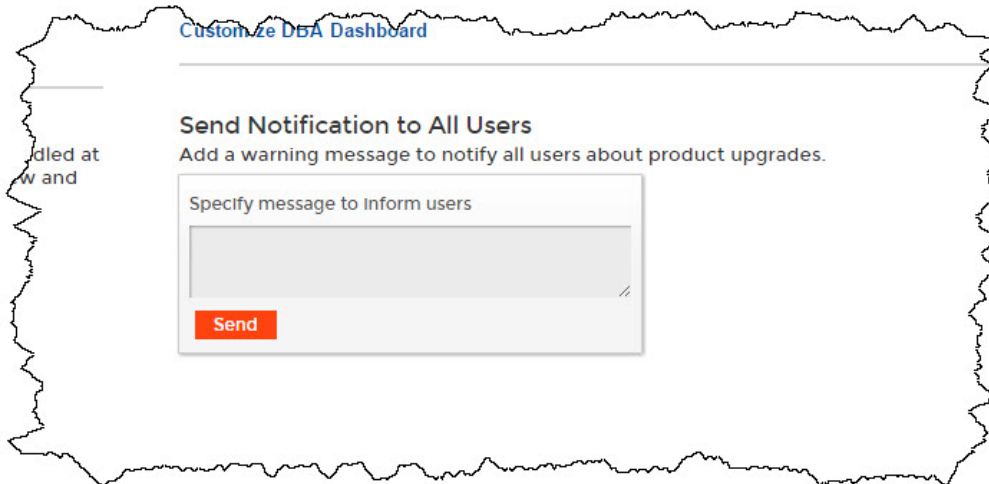 Customize DBA Dashboard
Send Notification to All Users
dled at
Add a warning message to notify all users about product upgrades.
w and
Specify message to inform users
Send